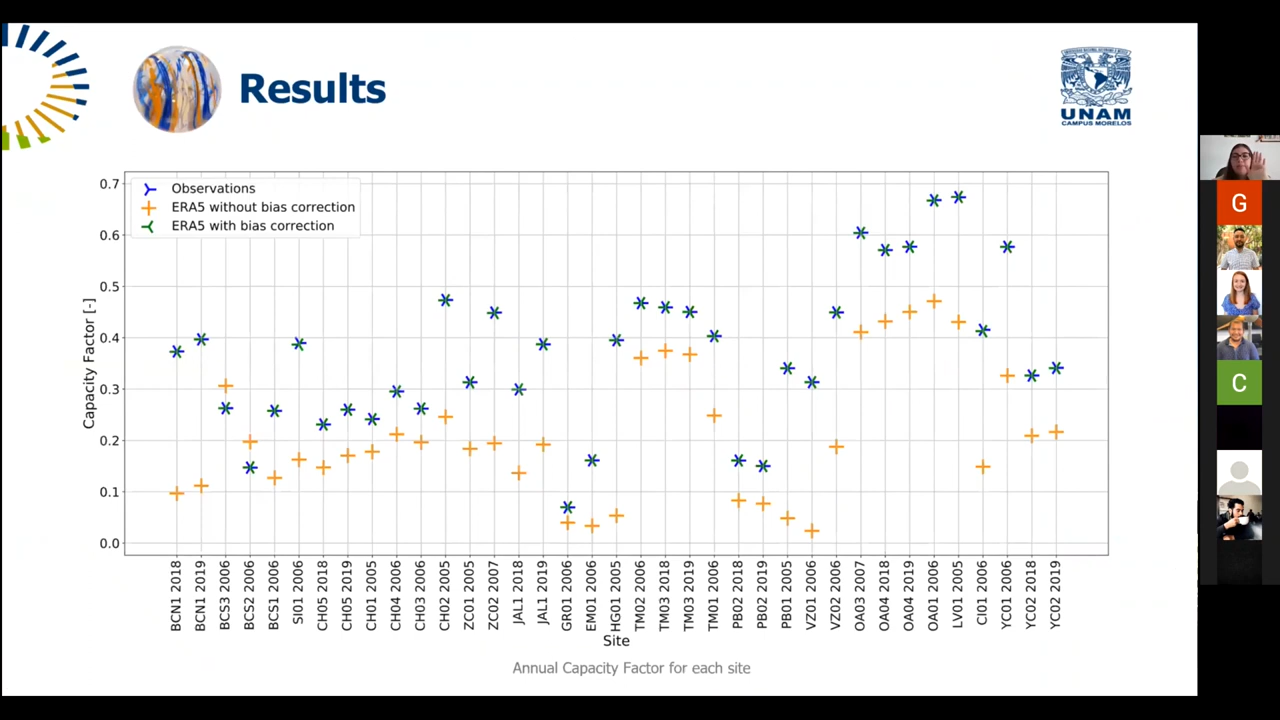 Results
UNAM
CAMPUS MORELOS
Observations
ERA5 without bias correction
ERA5 with bias correction
Capacity Factor [-]
0.7
0.6
0.5
0.4
0.3
0.2
0.1
0.0
BCN1 2018
BCN1 2019
BCS3 2006
BCS2 2006
BCS1 2006
SI01 2006
CH05 2018
CH05 2019
CH01 2005
CH04 2006
CH03 2006
CH02 2005
ZC01 2005
ZC02 2007
JAL1 2018
JAL1 2019
GR01 2006
EM01 2006
HG01 2005
TM02 2006
TM03 2018
TM03 2019
TM01 2006
PB02 2018
PB02 2019
PB01 2005
VZ01 2006
VZ02 2006
OA03 2007
OA04 2018
OA04 2019
OA01 2006
LV01 2005
CI01 2006
YC01 2006
YC02 2018
YC02 2019
Site
Annual Capacity Factor for each site
G
C